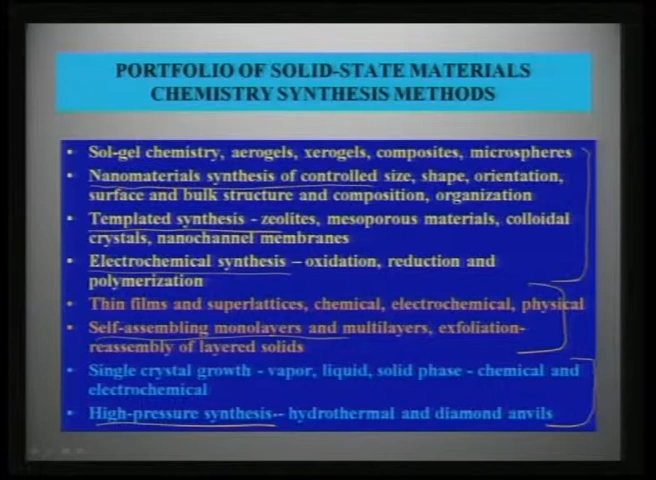 PORTFOLIO OF SOLID-STATE MATERIALS
CHEMISTRY SYNTHESIS METHODS
• Sol-gel chemistry, aerogels, xerogels, composites, microspheres
• Nanomaterials synthesis of controlled size, shape, orientation,
surface and bulk structure and composition, organization
• Templated synthesis - zeolites, mesoporous materials, colloidal
crystals, nanochannel membranes
• Electrochemical synthesis – oxidation, reduction and
polymerization
• Thin films and superlattices, chemical, electrochemical, physical
• Self-assembling monolayers and multilayers, exfoliation-
reassembly of layered solids
• Single crystal growth - vapor, liquid, solid phase - chemical and
electrochemical
• High-pressure synthesis-- hydrothermal and diamond anvils